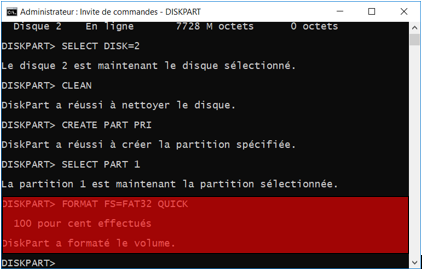 Administrateur : Invite de commandes - DISKPART
Disque 2 En ligne 7728 M octets 0 octets
DISKPART> SELECT DISK=2
Le disque 2 est maintenant le disque sélectionné.
DISKPART> CLEAN
DiskPart a réussi à nettoyer le disque.
DISKPART> CREATE PART PRI
DiskPart a réussi à créer la partition spécifiée.
DISKPART> SELECT PART 1
La partition 1 est maintenant la partition sélectionnée.
DISKPART> FORMAT FS=FAT32 QUICK
100 pour cent effectués
DiskPart a formaté le volume.
DISKPART>